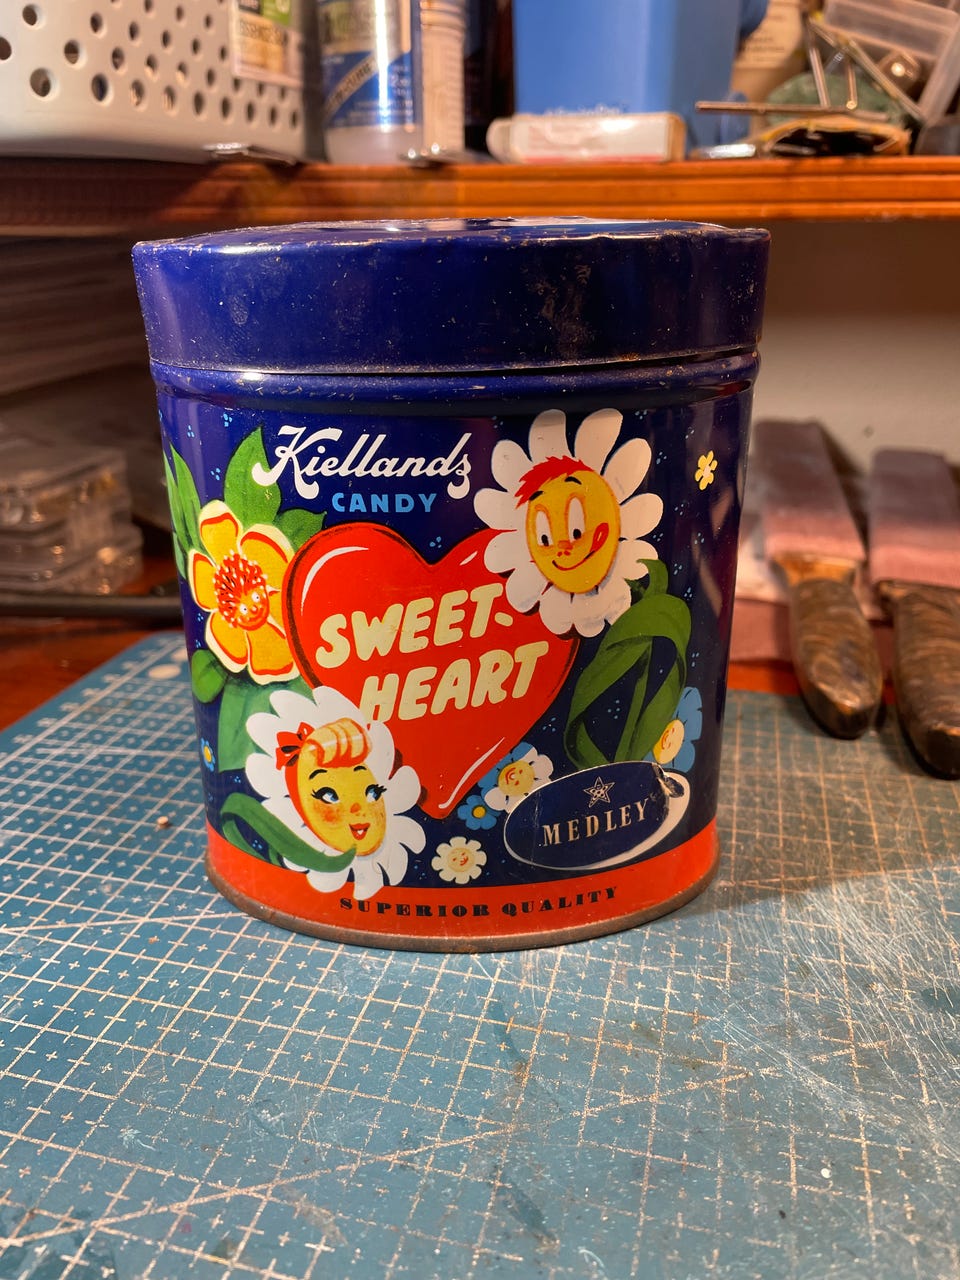 Kiellands
CANDY
SWEET-
HEART
MEDLEY
SUPERIOR QUALITY